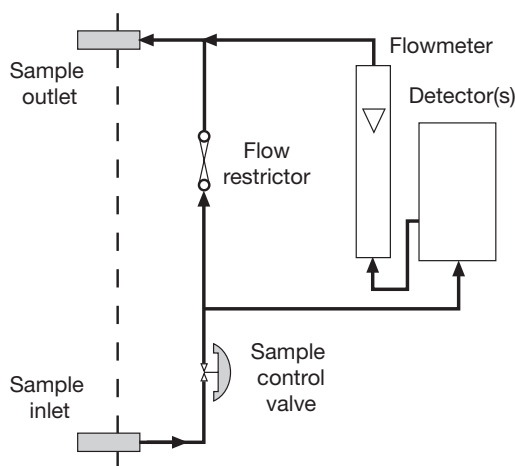 Sample
outlet
Flowmeter
Detector(s)
Flow
restrictor
Sample
control
valve
Sample
inlet